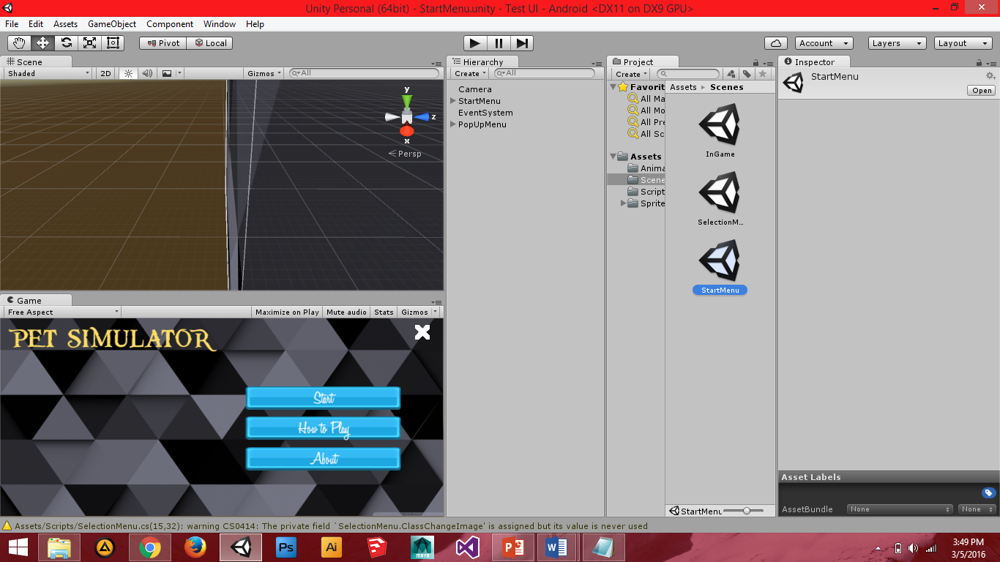 Unity Personal (64bit) - StartMenu.unity - Test UI - Android <DX11 on DX9 GPU>
File Edit Assets GameObject Component Window Help
Pivot Local Account Layers Layout
Scene
Shaded 2D Gizmos All
y
z
x
Persp
Game
Free Aspect Maximize on Play Mute audio Stats Gizmos
PET SIMULATOR
Start
How to Play
About
Hierarchy
Create All
Camera
StartMenu
EventSystem
PopUpMenu
Project
Create
Favorit
All Ma
All Mo
All Pre
All Sc
Assets
Anima
Scene
Script
Sprite
Assets Scenes
InGame
SelectionM...
StartMenu
StartMenu
Inspector
StartMenu
Open
Asset Labels
AssetBundle None None
Assets/Scripts/SelectionMenu.cs(15,32): warning CS0414: The private field `SelectionMenu.ClassChangeImage' is assigned but its value is never used
Ps Ai MAYA P W
3:49 PM
3/5/2016